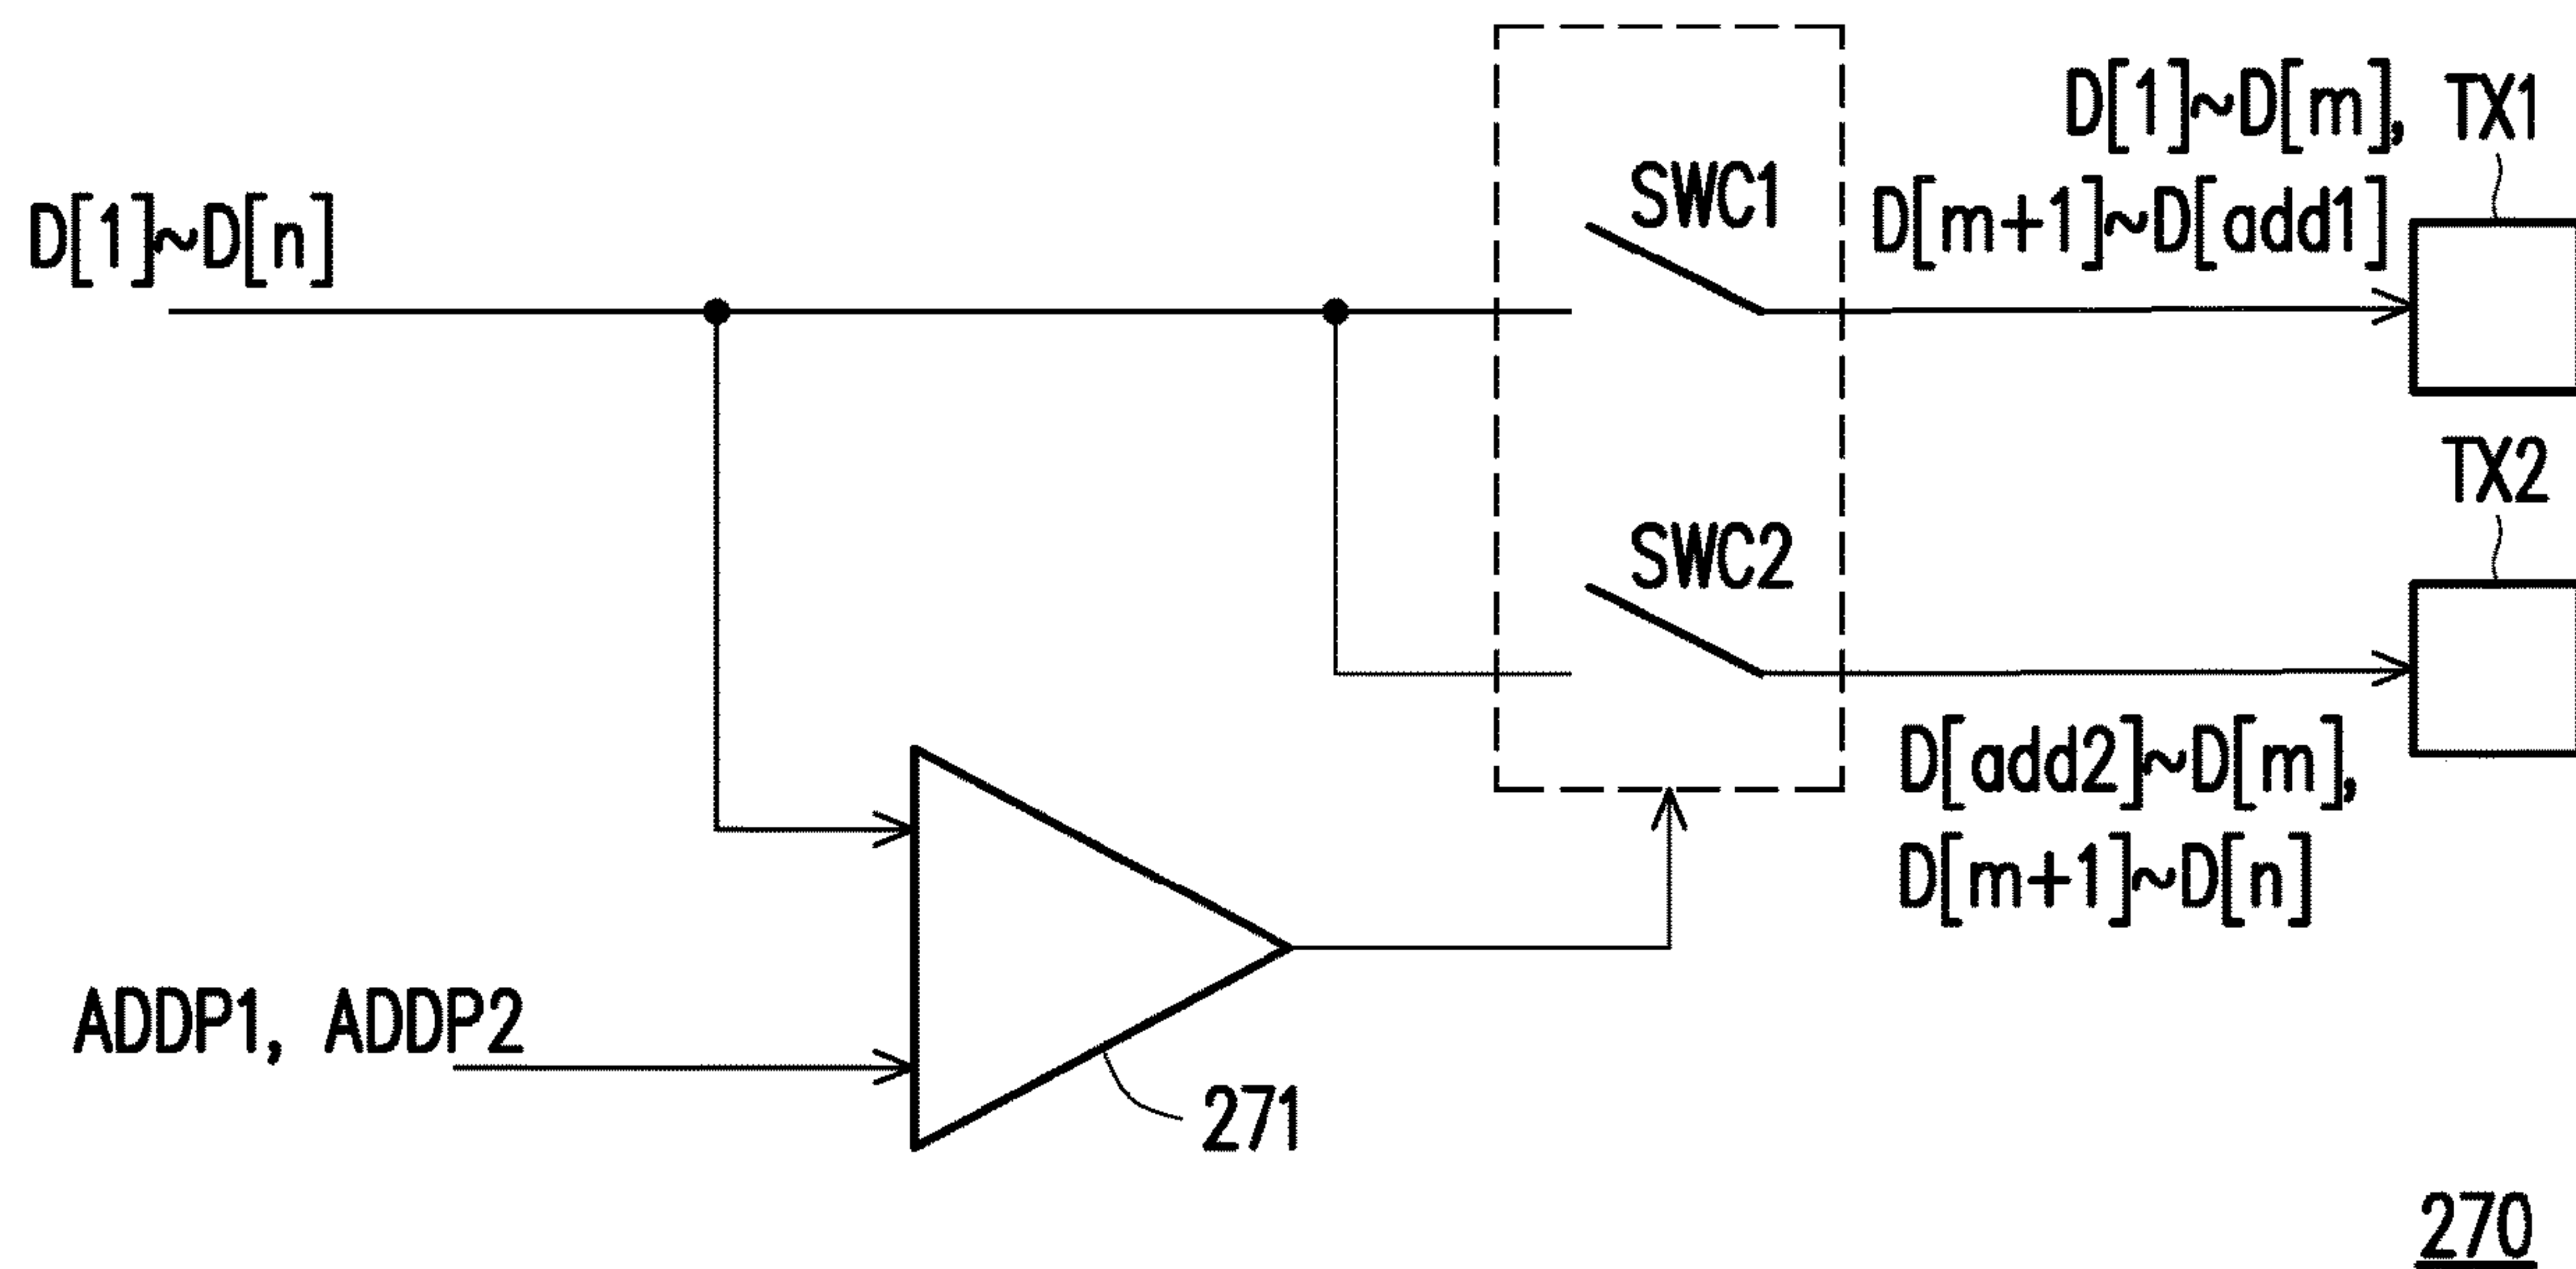 D[1]~D[m], TX1
D[m+1]~D[add1]
D[1]~D[n]
SWC1
TX2
SWC2
D[add2]~D[m],
D[m+1]~D[n]
ADDP1, ADDP2
271
270